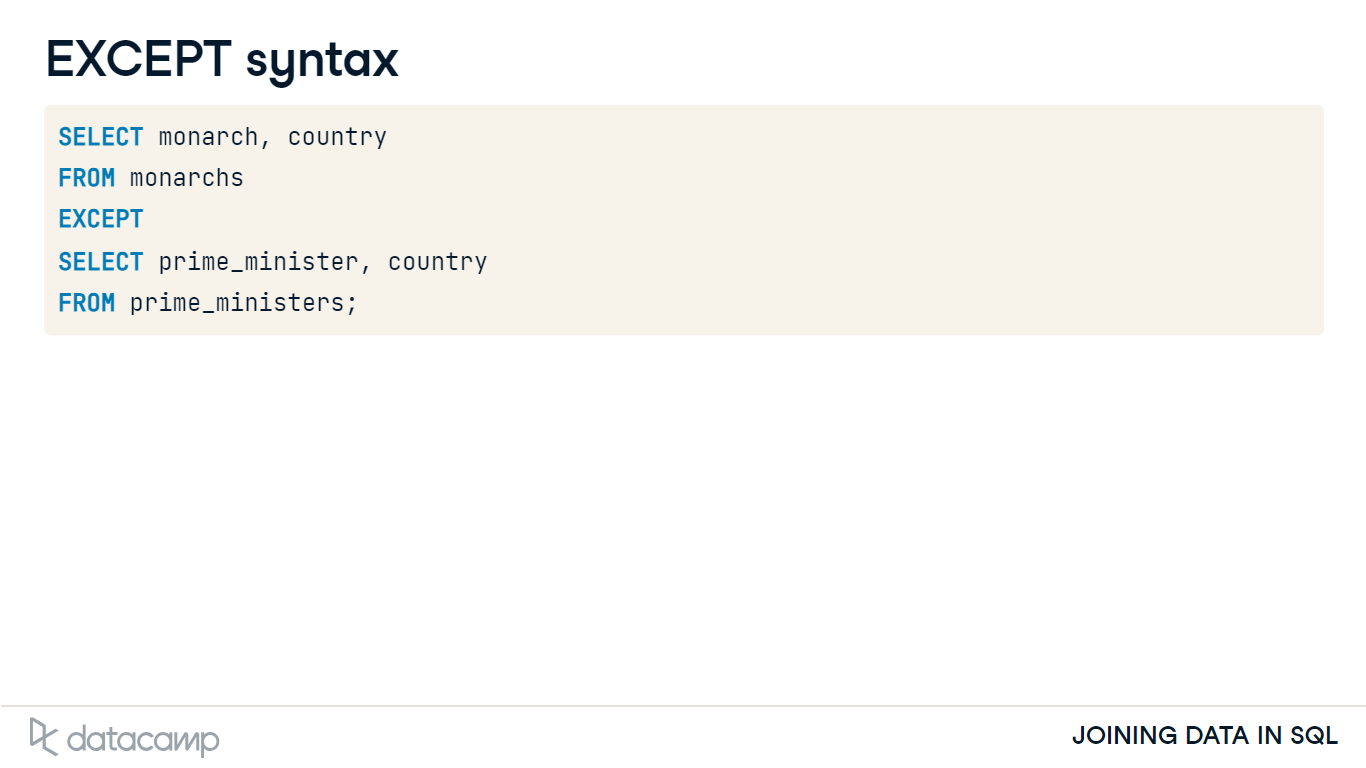 EXCEPT syntax
SELECT monarch, country
FROM monarchs
EXCEPT
SELECT prime_minister, country
FROM prime_ministers;
datacamp
JOINING DATA IN SQL